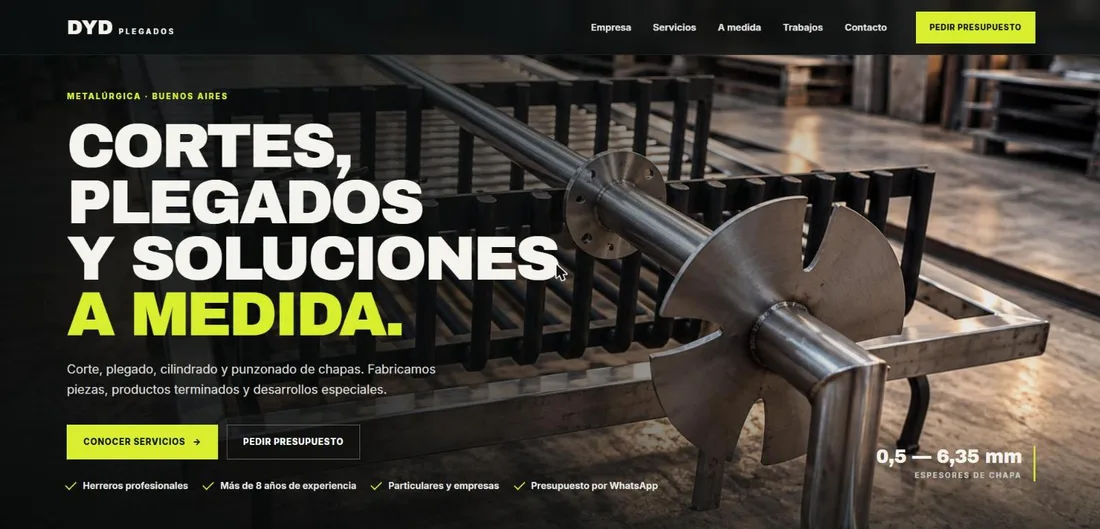 DYD PLEGADOS
Empresa
Servicios
A medida
Trabajos
Contacto
PEDIR PRESUPUESTO
METALÚRGICA · BUENOS AIRES
CORTES,
PLEGADOS
Y SOLUCIONES
A MEDIDA.
Corte, plegado, cilindrado y punzonado de chapas. Fabricamos
piezas, productos terminados y desarrollos especiales.
CONOCER SERVICIOS →
PEDIR PRESUPUESTO
0,5 — 6,35 mm
ESPESORES DE CHAPA
Herreros profesionales
Más de 8 años de experiencia
Particulares y empresas
Presupuesto por WhatsApp